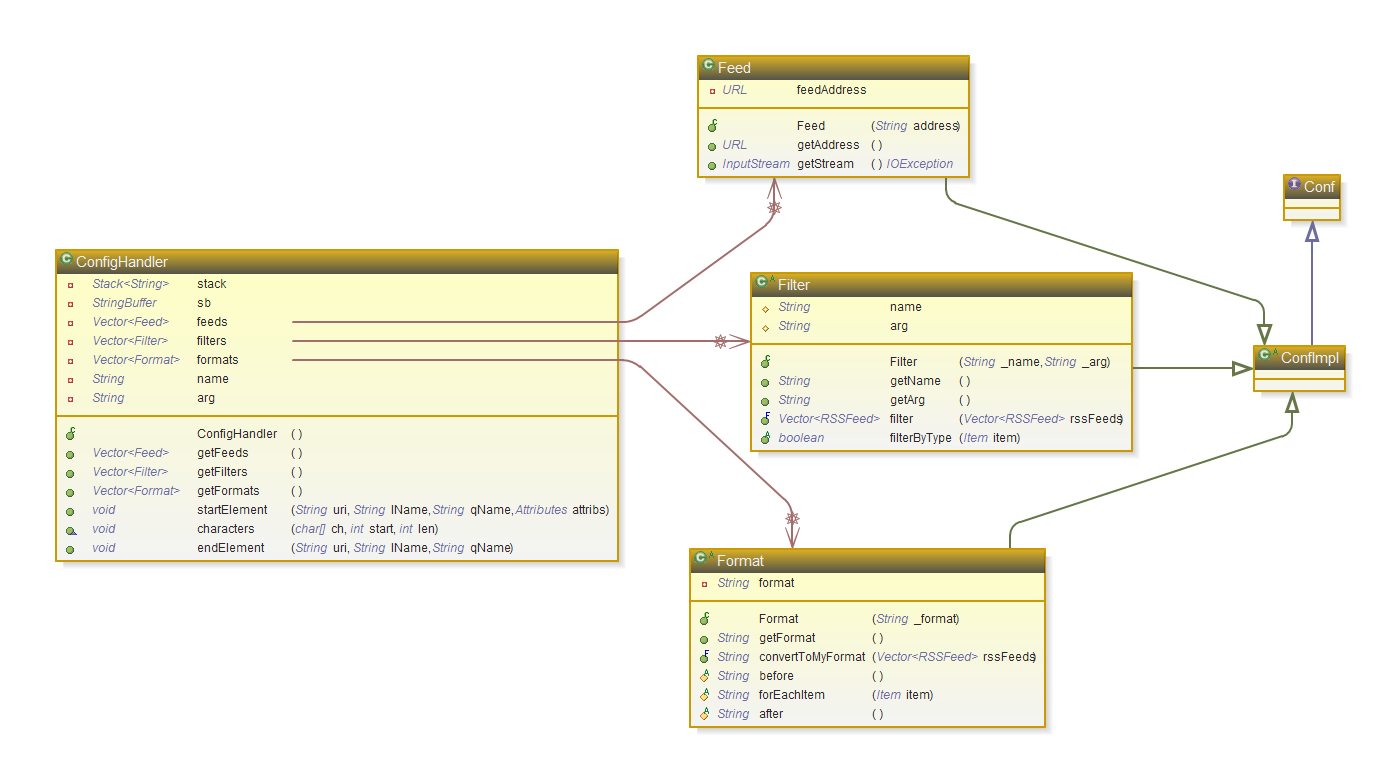 Feed
URL feedAddress
Feed (String address)
URL getAddress ( )
InputStream getStream ( ) IOException
Conf
ConfigHandler
Stack<String> stack
StringBuffer sb
Vector<Feed> feeds
Vector<Filter> filters
Vector<Format> formats
String name
String arg
ConfigHandler ( )
Vector<Feed> getFeeds ( )
Vector<Filter> getFilters ( )
Vector<Format> getFormats ( )
void startElement (String uri, String lName, String qName, Attributes attribs)
void characters (char[] ch, int start, int len)
void endElement (String uri, String lName, String qName)
Filter
String name
String arg
Filter (String _name, String _arg)
String getName ( )
String getArg ( )
Vector<RSSFeed> filter (Vector<RSSFeed> rssFeeds)
boolean filterByType (Item item)
ConfImpl
Format
String format
Format (String _format)
String getFormat ( )
String convertToMyFormat (Vector<RSSFeed> rssFeeds)
String before ( )
String forEachItem (Item item)
String after ( )